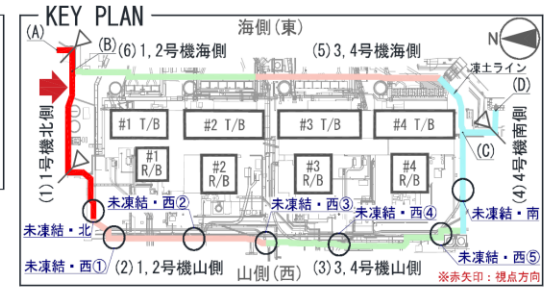 KEY PLAN
海側(東)
N
(A)
(B)
(6)1,2号機海側
(5)3,4号機海側
凍土ライン
(D)
(1)1号機北側
#1 T/B
#2 T/B
#3 T/B
#4 T/B
(C)
(4)4号機南側
#1
R/B
#2
R/B
#3
R/B
#4
R/B
未凍結・北
未凍結・西②
未凍結・西③
未凍結・西④
未凍結・南
未凍結・西①
(2)1,2号機山側
山側(西)
(3)3,4号機山側
未凍結・西⑤
※赤矢印:視点方向